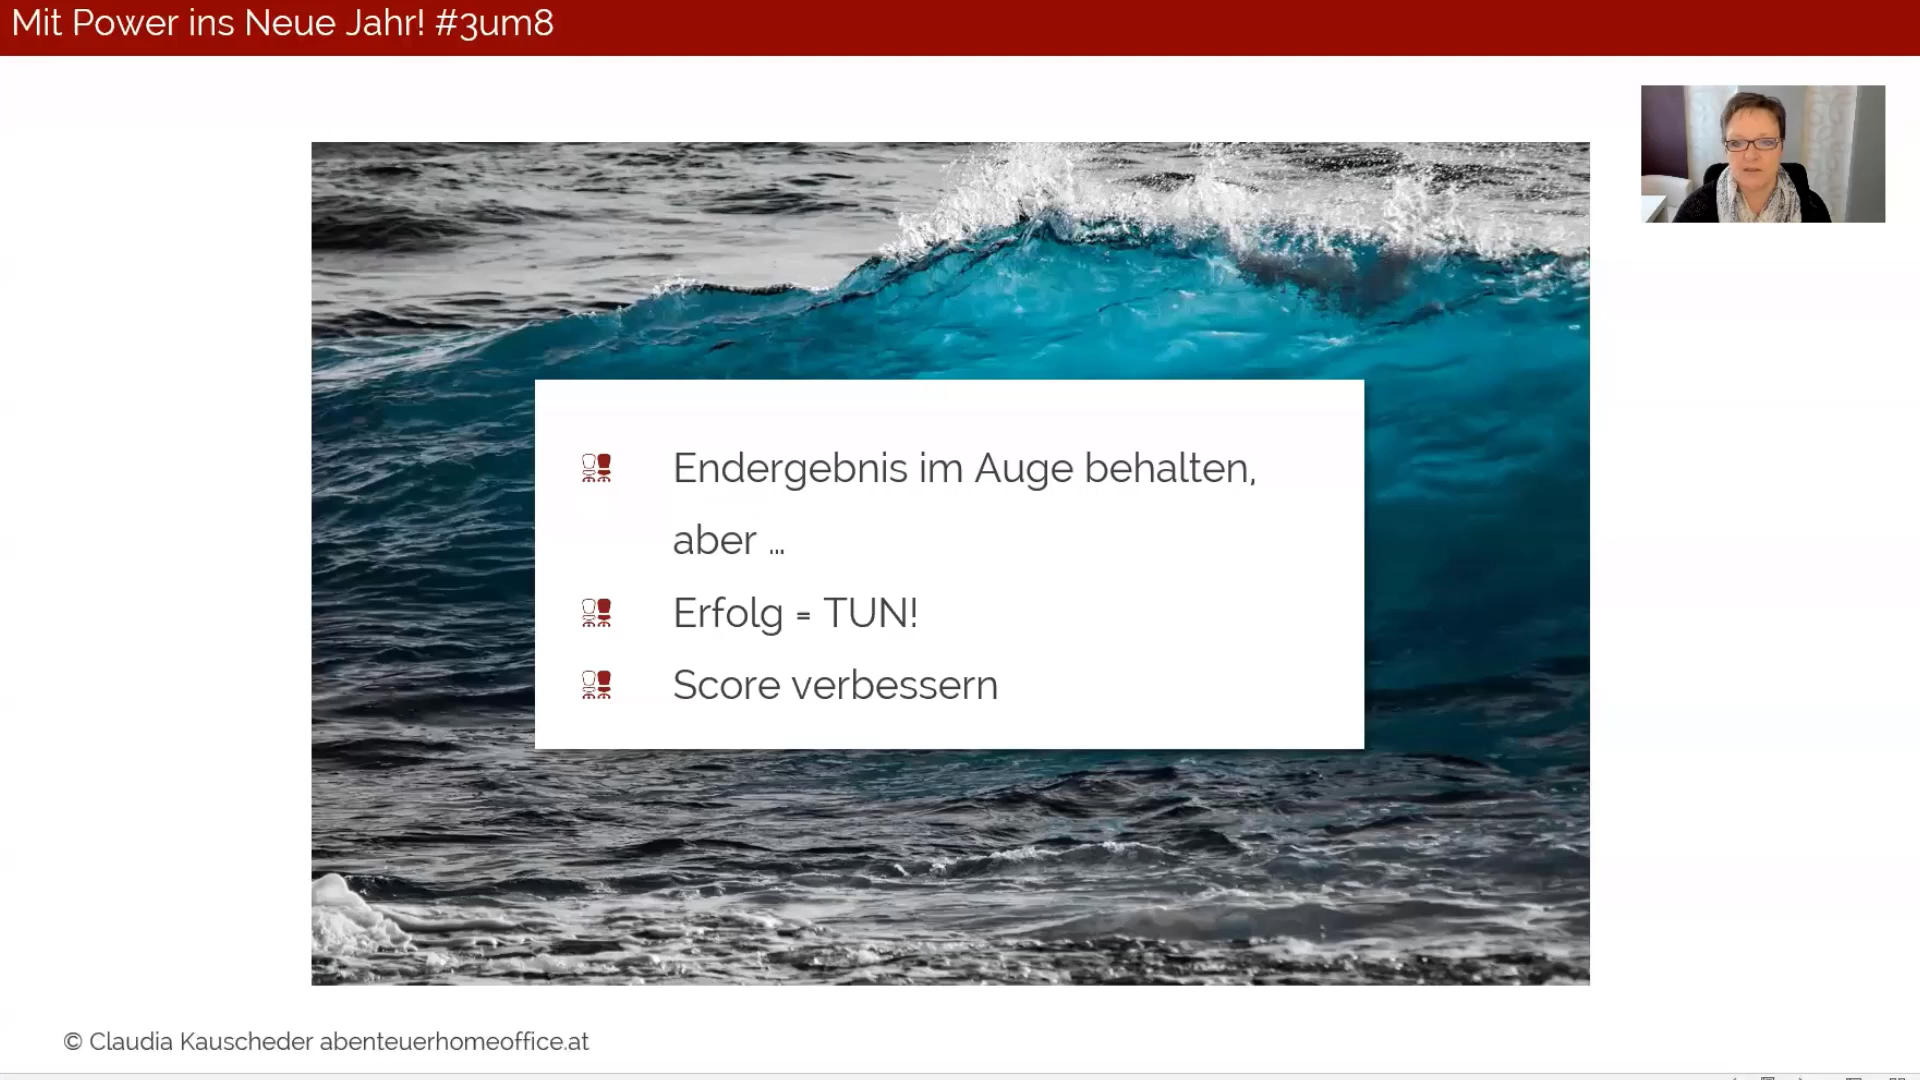 Mit Power ins Neue Jahr! #3um8
Endergebnis im Auge behalten,
aber ...
Erfolg = TUN!
Score verbessern
© Claudia Kauscheder abenteuerhomeoffice.at